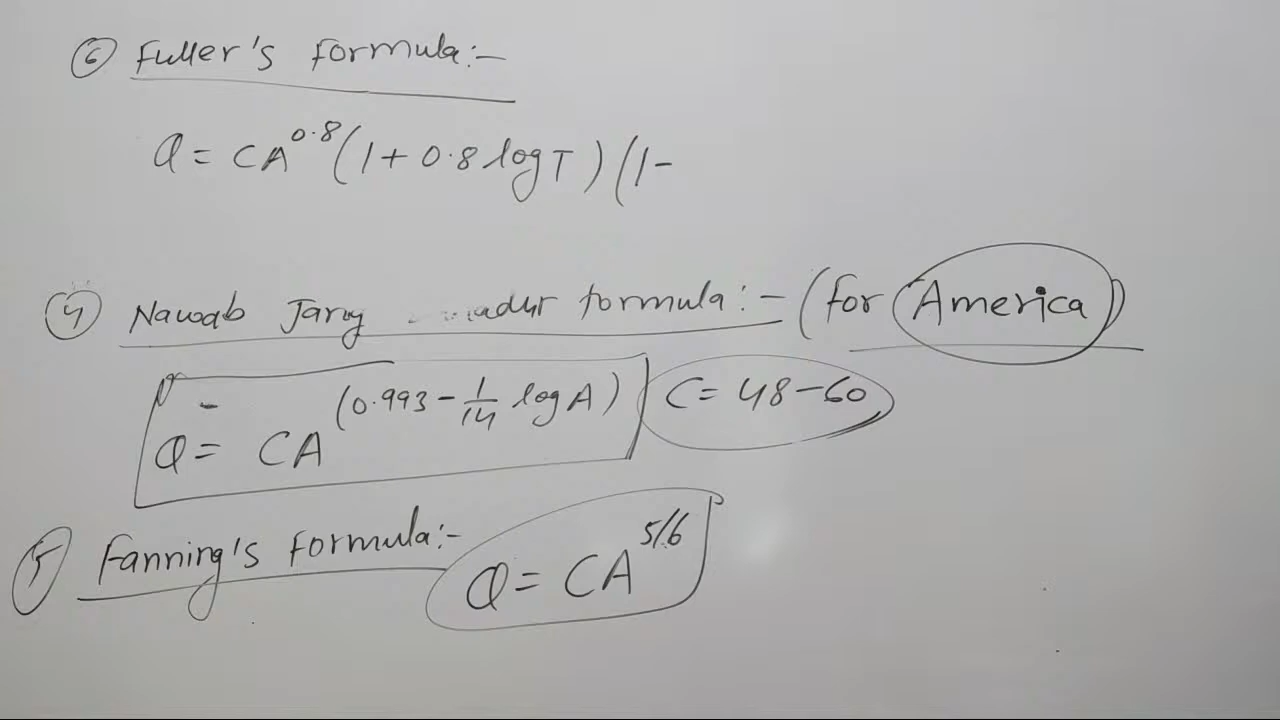 ⑥ Fuller's formula:-
Q = CA^0.8 (1 + 0.8 log T) (1 -
④ Nawab Jarng formula:- (for America)
Q = CA^(0.993 - 1/14 log A) C = 48-60
⑤ Fanning's Formula:-
Q = CA^5/6